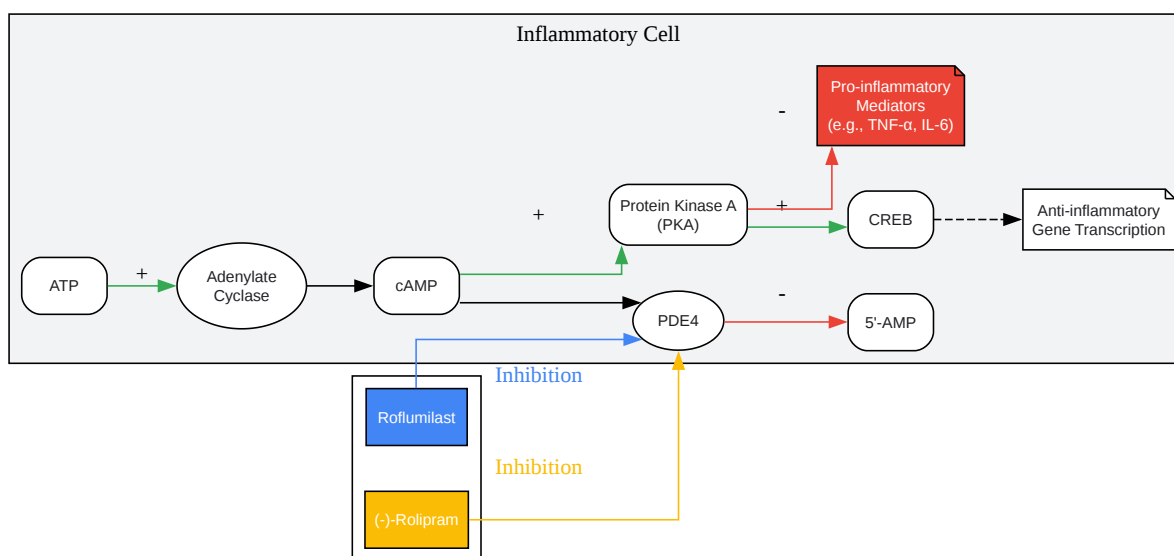 Inflammatory Cell
Pro-inflammatory
Mediators
(e.g., TNF-α, IL-6)
-
+
Protein Kinase A
(PKA)
+
CREB
Anti-inflammatory
Gene Transcription
ATP
+
Adenylate
Cyclase
cAMP
PDE4
-
5'-AMP
Inhibition
Roflumilast
Inhibition
(-)-Rolipram